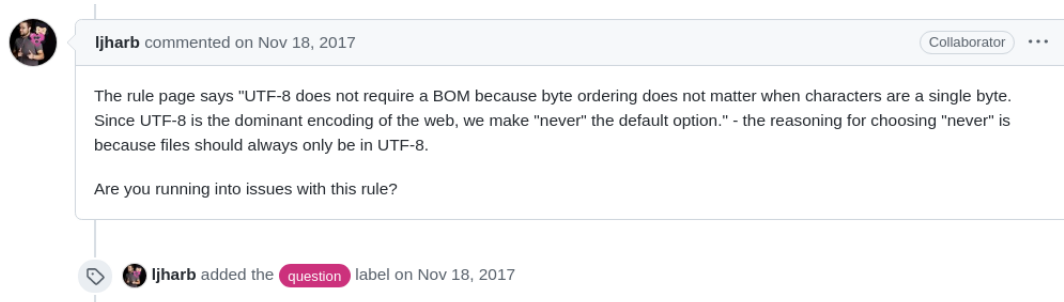 ljharb commented on Nov 18, 2017
Collaborator
The rule page says "UTF-8 does not require a BOM because byte ordering does not matter when characters are a single byte.
Since UTF-8 is the dominant encoding of the web, we make "never" the default option." - the reasoning for choosing "never" is
because files should always only be in UTF-8.
Are you running into issues with this rule?
ljharb added the question label on Nov 18, 2017